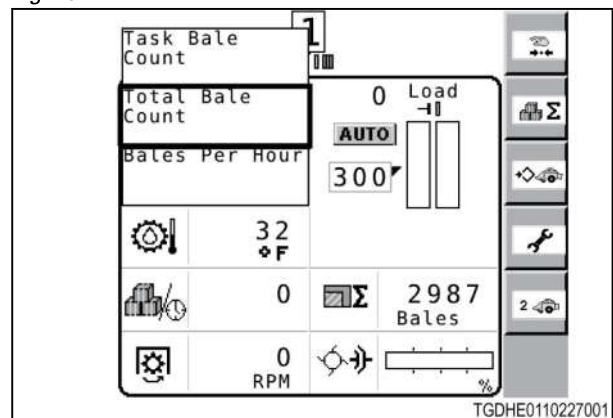 1
Task Bale
Count
Total Bale
Count
Bales Per Hour
0
Load
AUTO
300
32
°F
0
Σ
2987
Bales
0
RPM
%
Σ
2
TGDHE0110227001